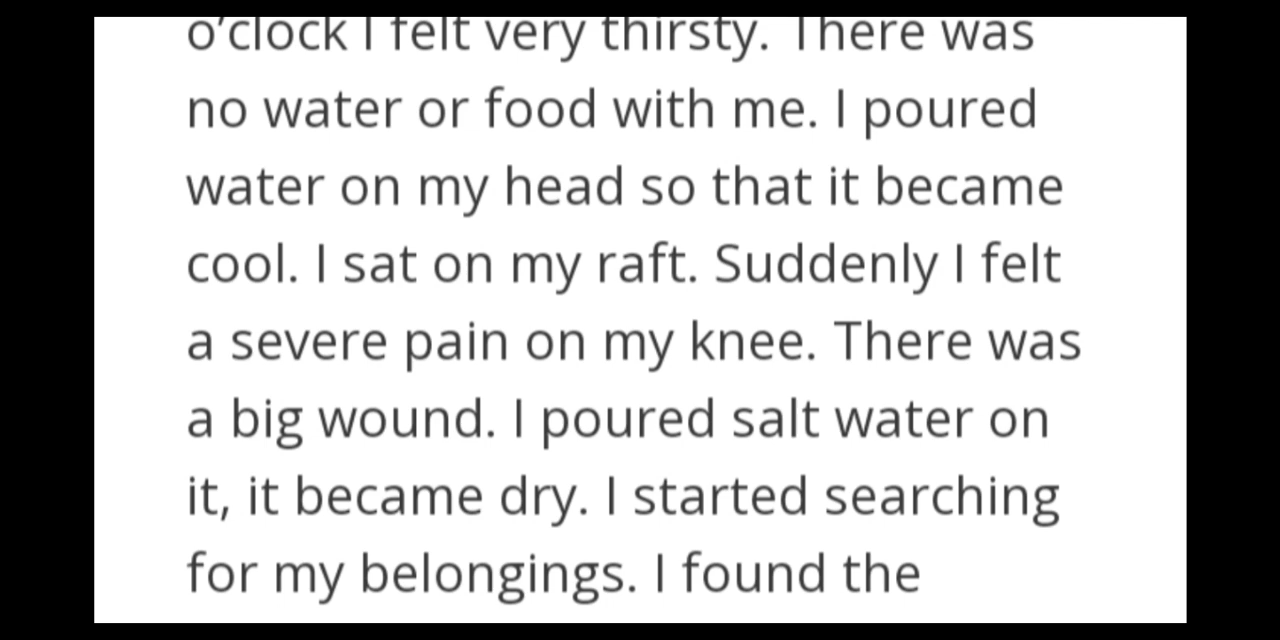 o'clock I felt very thirsty. There was
no water or food with me. I poured
water on my head so that it became
cool. I sat on my raft. Suddenly I felt
a severe pain on my knee. There was
a big wound. I poured salt water on
it, it became dry. I started searching
for my belongings. I found the